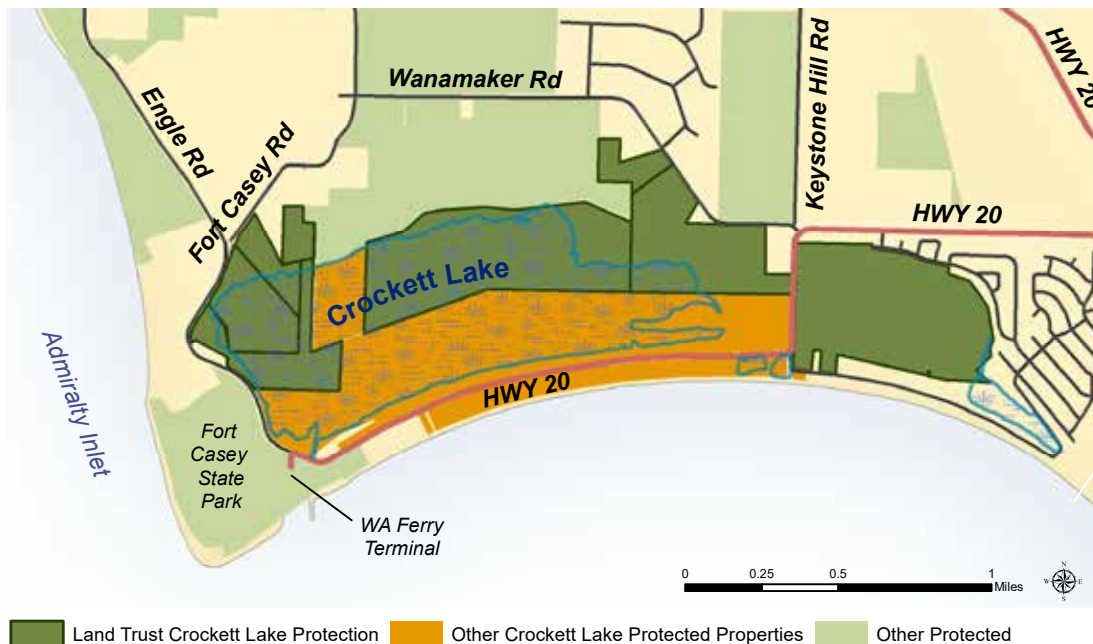 Wanamaker Rd
Engle Rd
Fort Casey Rd
Keystone Hill Rd
HWY 20
HWY 20
Crockett Lake
HWY 20
Admiralty Inlet
Fort
Casey
State
Park
WA Ferry
Terminal
0 0.25 0.5 1
Miles
N
W E
S
Land Trust Crockett Lake Protection Other Crockett Lake Protected Properties Other Protected